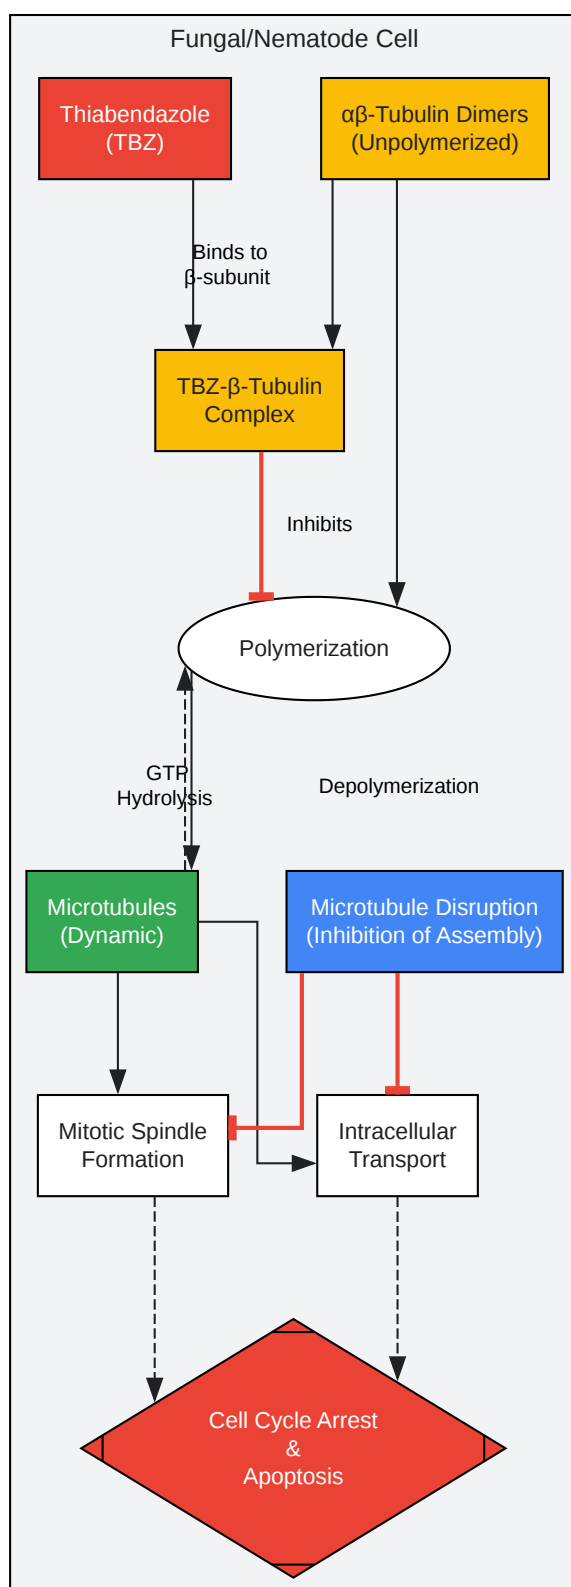 Fungal/Nematode Cell
Thiabendazole
(TBZ)
αβ-Tubulin Dimers
(Unpolymerized)
Binds to
β-subunit
TBZ-β-Tubulin
Complex
Inhibits
Polymerization
GTP
Hydrolysis
Depolymerization
Microtubules
(Dynamic)
Microtubule Disruption
(Inhibition of Assembly)
Mitotic Spindle
Formation
Intracellular
Transport
Cell Cycle Arrest
&
Apoptosis